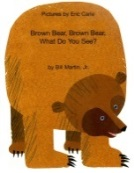 Pictures by Eric Carle
Brown Bear, Brown Bear,
What Do You See?
by Bill Martin, Jr.